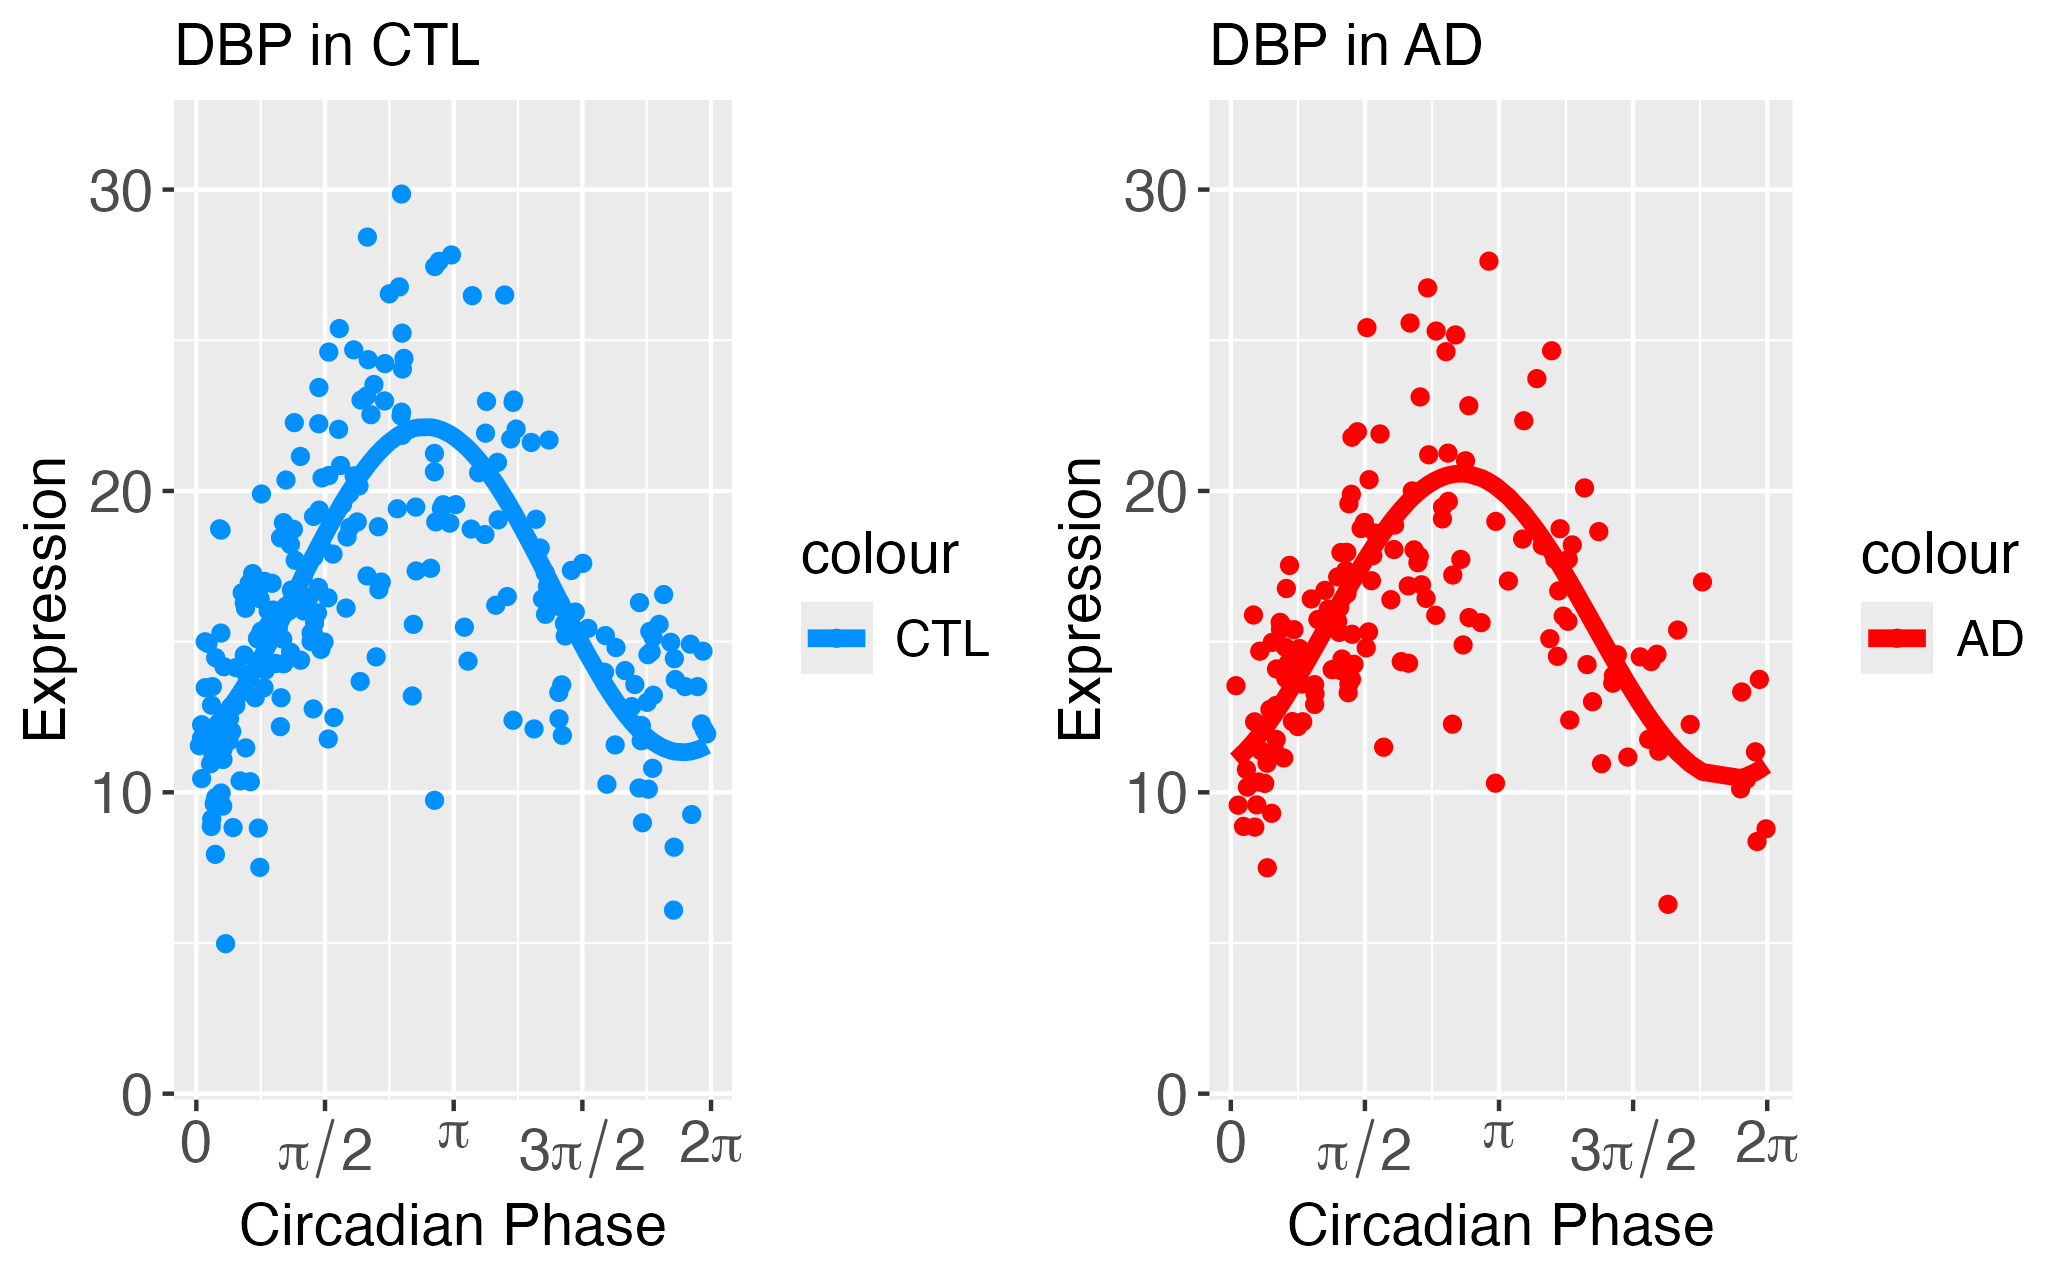 DBP in CTL
30
20
10
0
0 π/2 π 3π/2 2π
Circadian Phase
Expression
colour
CTL
DBP in AD
30
20
10
0
0 π/2 π 3π/2 2π
Circadian Phase
Expression
colour
AD